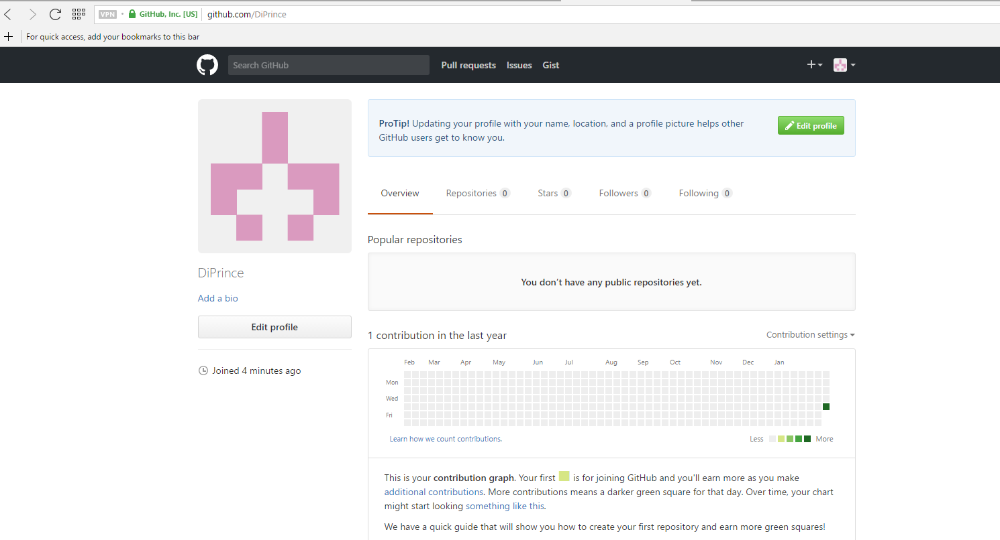 VPN GitHub, Inc. [US] github.com/DiPrince
For quick access, add your bookmarks to this bar
Search GitHub Pull requests Issues Gist
ProTip! Updating your profile with your name, location, and a profile picture helps other
GitHub users get to know you.
Edit profile
Overview Repositories 0 Stars 0 Followers 0 Following 0
Popular repositories
You don't have any public repositories yet.
DiPrince
Add a bio
Edit profile
Joined 4 minutes ago
1 contribution in the last year Contribution settings
Feb Mar Apr May Jun Jul Aug Sep Oct Nov Dec Jan
Mon
Wed
Fri
Learn how we count contributions. Less More
This is your contribution graph. Your first is for joining GitHub and you'll earn more as you make
additional contributions. More contributions means a darker green square for that day. Over time, your chart
might start looking something like this.
We have a quick guide that will show you how to create your first repository and earn more green squares!